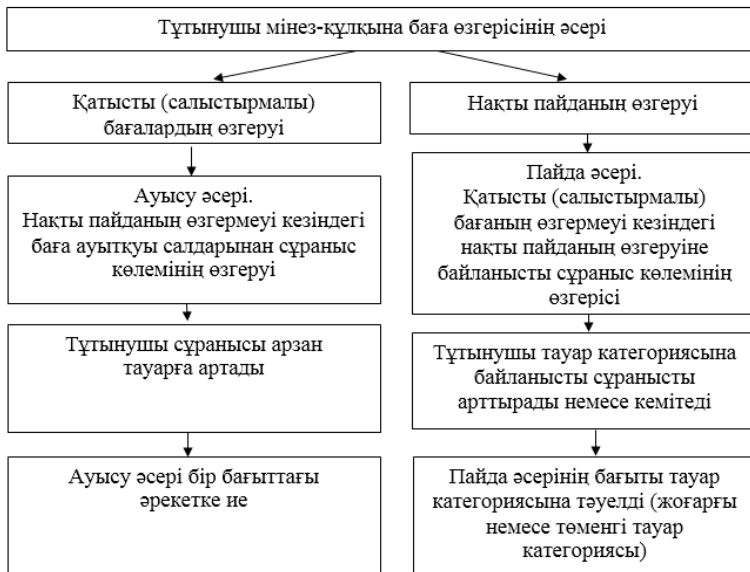 Тұтынушы мінез-құлқына баға өзгерісінің әсері
Қатысты (салыстырмалы)
бағалардың өзгеруі
Ауысу әсері.
Нақты пайданың өзгермеуі кезіндегі
баға ауытқуы салдарынан сұраныс
көлемінің өзгеруі
Тұтынушы сұранысы арзан
тауарға артады
Ауысу әсері бір бағыттағы
әрекетке ие
Нақты пайданың өзгеруі
Пайда әсері.
Қатысты (салыстырмалы)
бағаның өзгермеуі кезіндегі
нақты пайданың өзгеруіне
байланысты сұраныс көлемінің
өзгерісі
Тұтынушы тауар категориясына
байланысты сұранысты
арттырады немесе кемітеді
Пайда әсерінің бағыты тауар
категориясына тәуелді (жоғарғы
немесе төменгі тауар
категориясы)